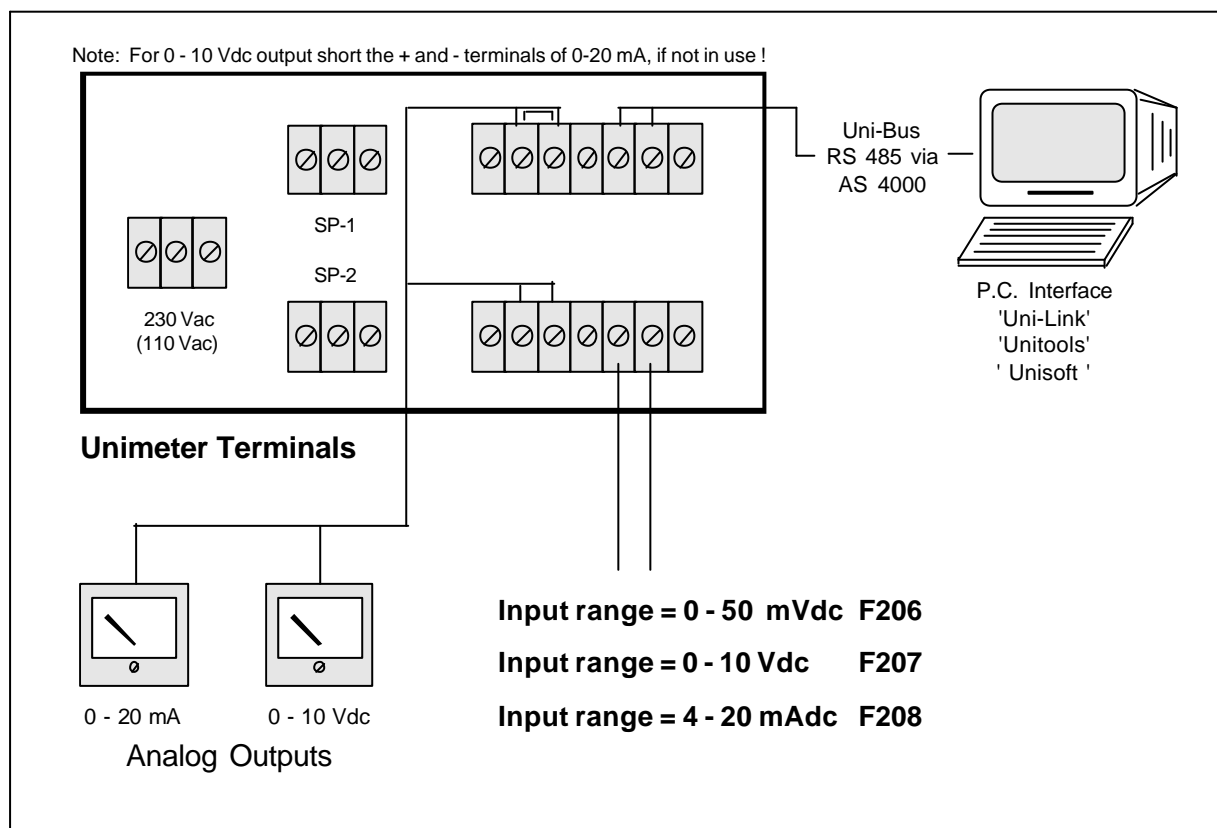 Note: For 0 - 10 Vdc output short the + and - terminals of 0-20 mA, if not in use !
SP-1
SP-2
230 Vac
(110 Vac)
Uni-Bus
RS 485 via
AS 4000
P.C. Interface
'Uni-Link'
'Unitools'
' Unisoft '
Unimeter Terminals
Input range = 0 - 50 mVdc F206
Input range = 0 - 10 Vdc F207
Input range = 4 - 20 mAdc F208
0 - 20 mA
0 - 10 Vdc
Analog Outputs